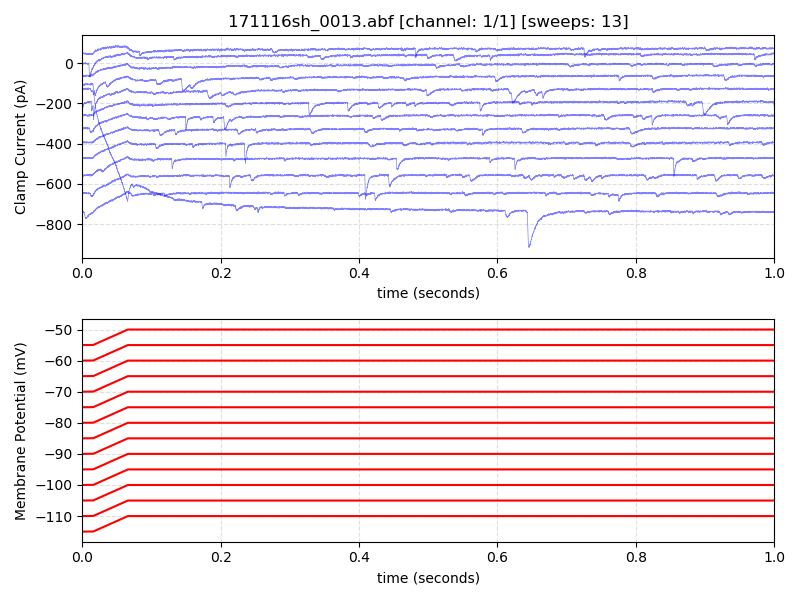 171116sh_0013.abf [channel: 1/1] [sweeps: 13]
Clamp Current (pA)
0
−200
−400
−600
−800
0.0 0.2 0.4 0.6 0.8 1.0
time (seconds)
Membrane Potential (mV)
−50
−60
−70
−80
−90
−100
−110
0.0 0.2 0.4 0.6 0.8 1.0
time (seconds)